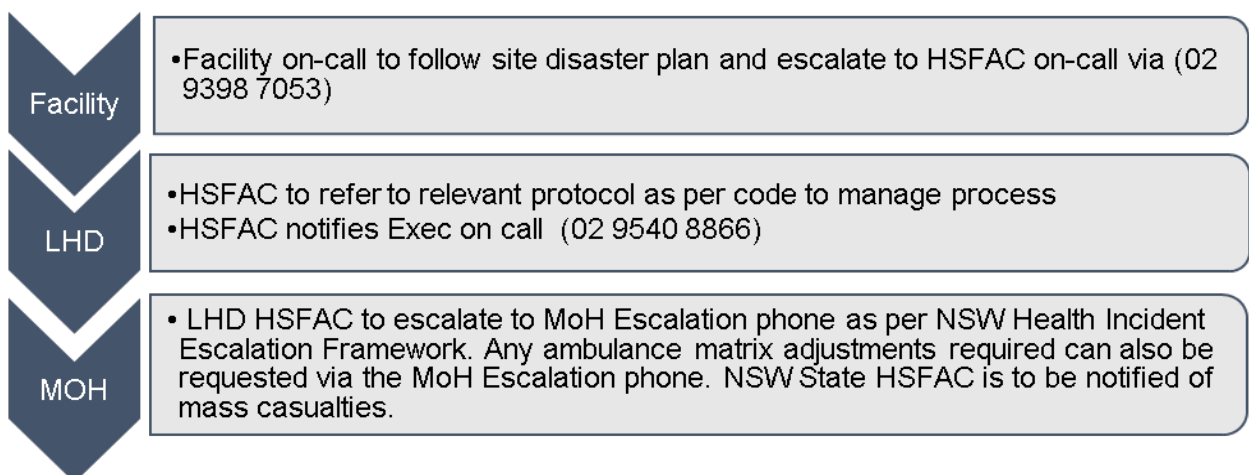 Facility
•Facility on-call to follow site disaster plan and escalate to HSFAC on-call via (02
9398 7053)
LHD
•HSFAC to refer to relevant protocol as per code to manage process
•HSFAC notifies Exec on call (02 9540 8866)
MOH
• LHD HSFAC to escalate to MoH Escalation phone as per NSW Health Incident
Escalation Framework. Any ambulance matrix adjustments required can also be
requested via the MoH Escalation phone. NSW State HSFAC is to be notified of
mass casualties.